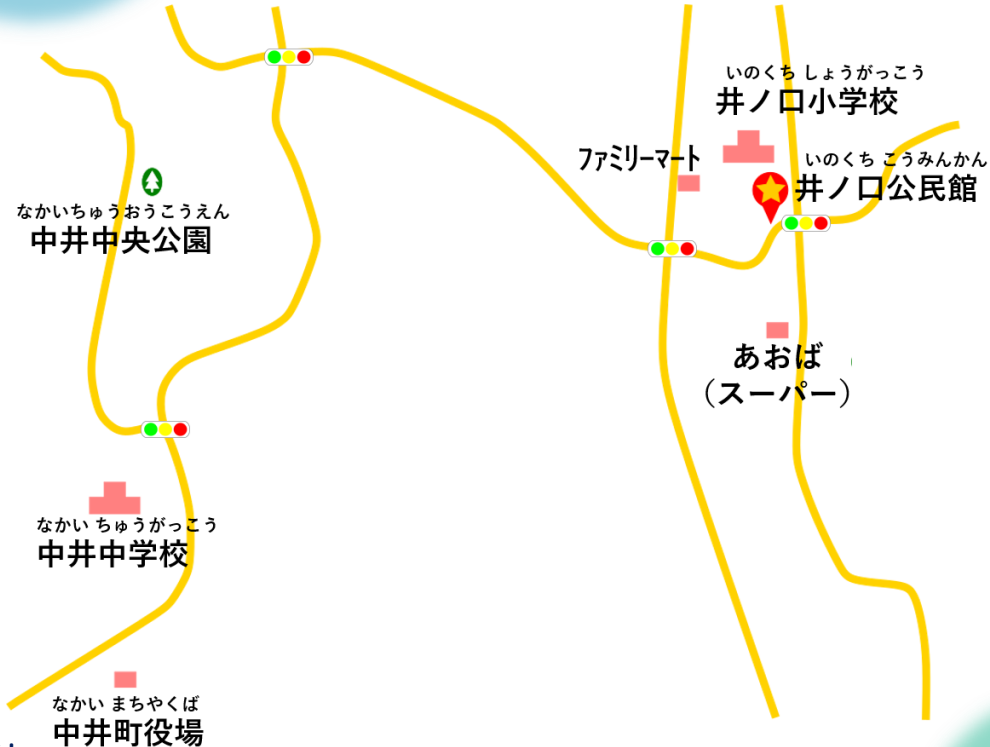 いのくち しょうがっこう
井ノ口小学校
ファミリーマート
いのくち こうみんかん
井ノ口公民館
なかいちゅうおうこうえん
中井中央公園
あおば
（スーパー）
なかい ちゅうがっこう
中井中学校
なかい まちやくば
中井町役場